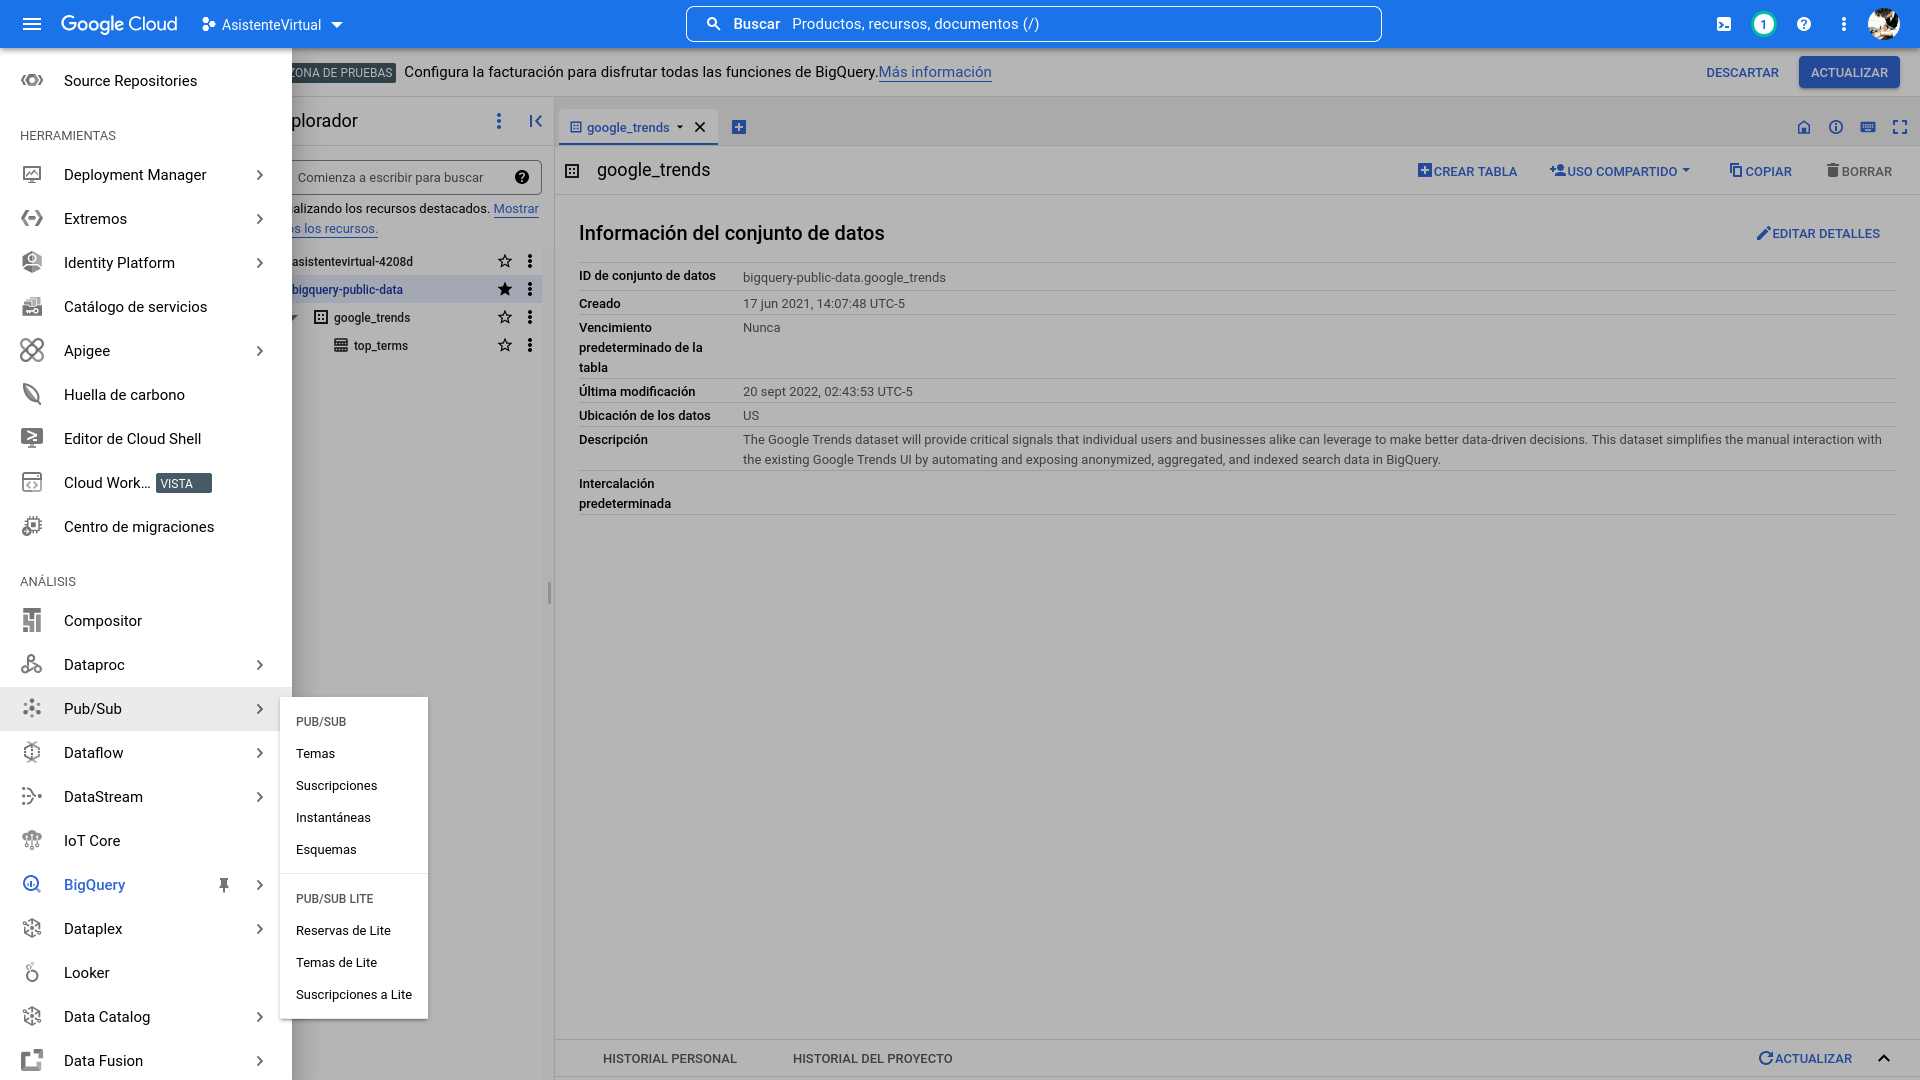 Google Cloud
AsistenteVirtual
Buscar Productos, recursos, documentos (/)
1
ZONA DE PRUEBAS Configura la facturación para disfrutar todas las funciones de BigQuery. Más información
DESCARTAR
ACTUALIZAR
Source Repositories
HERRAMIENTAS
Deployment Manager
Extremos
Identity Platform
Catálogo de servicios
Apigee
Huella de carbono
Editor de Cloud Shell
Cloud Work... VISTA
Centro de migraciones
ANÁLISIS
Compositor
Dataproc
Pub/Sub
Dataflow
DataStream
IoT Core
BigQuery
Dataplex
Looker
Data Catalog
Data Fusion
PUB/SUB
Temas
Suscripciones
Instantáneas
Esquemas
PUB/SUB LITE
Reservas de Lite
Temas de Lite
Suscripciones a Lite
plorador
Comienza a escribir para buscar
alizando los recursos destacados. Mostrar
os los recursos.
asistentevirtual-4208d
bigquery-public-data
google_trends
top_terms
google_trends
google_trends
CREAR TABLA
USO COMPARTIDO
COPIAR
BORRAR
Información del conjunto de datos
EDITAR DETALLES
ID de conjunto de datos bigquery-public-data.google_trends
Creado 17 jun 2021, 14:07:48 UTC-5
Vencimiento Nunca
predeterminado de la
tabla
Última modificación 20 sept 2022, 02:43:53 UTC-5
Ubicación de los datos US
Descripción The Google Trends dataset will provide critical signals that individual users and businesses alike can leverage to make better data-driven decisions. This dataset simplifies the manual interaction with
the existing Google Trends UI by automating and exposing anonymized, aggregated, and indexed search data in BigQuery.
Intercalación
predeterminada
HISTORIAL PERSONAL
HISTORIAL DEL PROYECTO
ACTUALIZAR